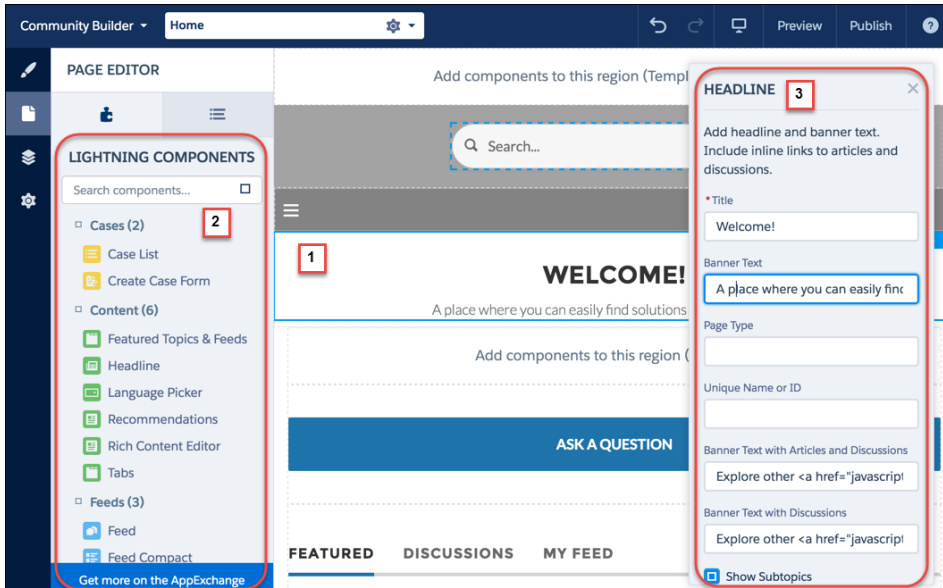 Community Builder
Home
Preview
Publish
?
PAGE EDITOR
LIGHTNING COMPONENTS
Search components...
2
Cases (2)
Case List
Create Case Form
Content (6)
Featured Topics & Feeds
Headline
Language Picker
Recommendations
Rich Content Editor
Tabs
Feeds (3)
Feed
Feed Compact
Get more on the AppExchange
Add components to this region (Templ
Search...
1
WELCOME!
A place where you can easily find solutions
Add components to this region (
ASK A QUESTION
FEATURED DISCUSSIONS MY FEED
HEADLINE
3
Add headline and banner text.
Include inline links to articles and
discussions.
*Title
Welcome!
Banner Text
A place where you can easily find
Page Type
Unique Name or ID
Banner Text with Articles and Discussions
Explore other <a href="javascript
Banner Text with Discussions
Explore other <a href="javascript
Show Subtopics